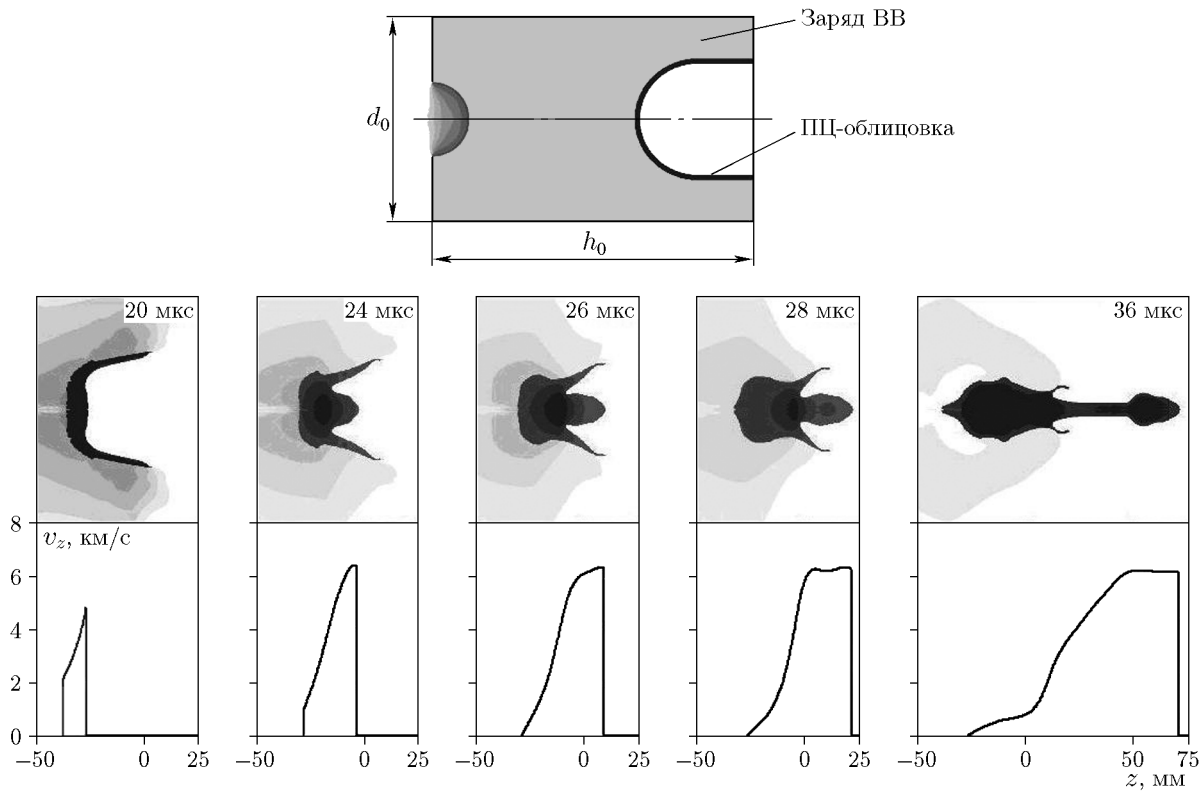 Заряд ВВ
d₀
ПЦ-облицовка
h₀
20 мкс
24 мкс
26 мкс
28 мкс
36 мкс
8
v_z, км/с
6
4
2
0
−50 0 25
−50 0 25
−50 0 25
−50 0 25
−50 0 50 75
z, мм